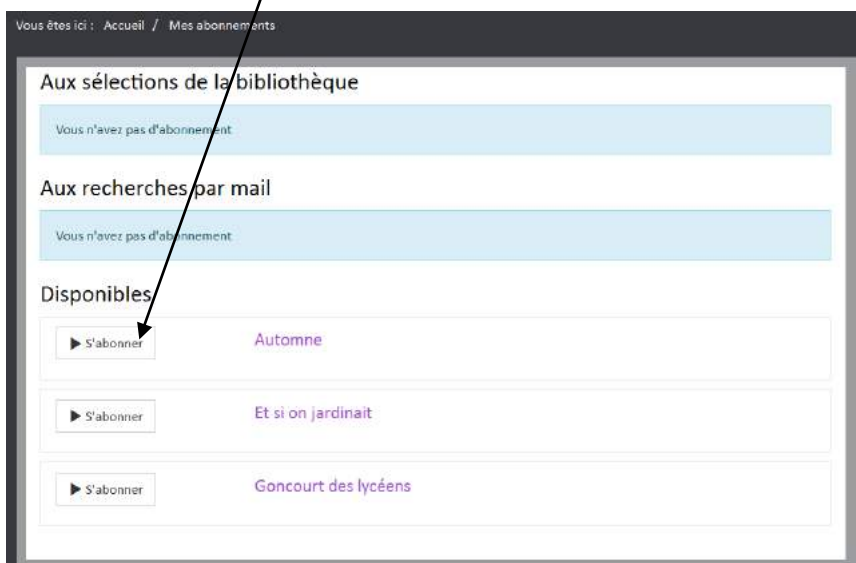 Vous êtes ici : Accueil / Mes abonnements
Aux sélections de la bibliothèque
Vous n'avez pas d'abonnement
Aux recherches par mail
Vous n'avez pas d'abonnement
Disponibles
S'abonner Automne
S'abonner Et si on jardinait
S'abonner Goncourt des lycéens